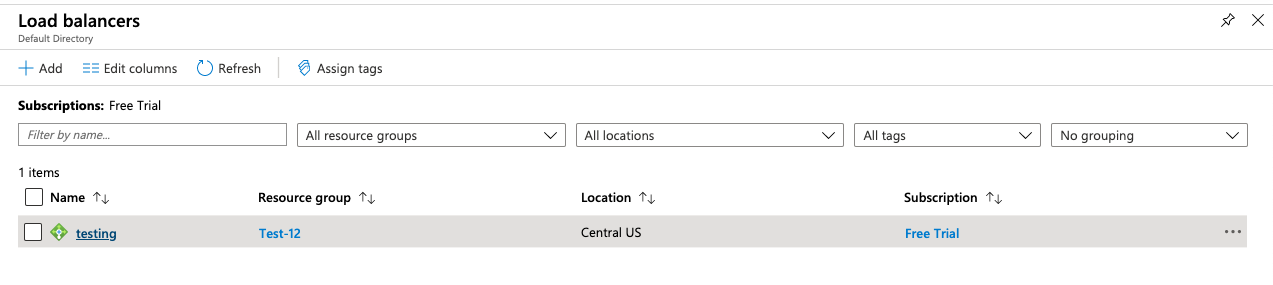 Load balancers
Default Directory
Add Edit columns Refresh Assign tags
Subscriptions: Free Trial
Filter by name... All resource groups All locations All tags No grouping
1 items
Name Resource group Location Subscription
testing Test-12 Central US Free Trial